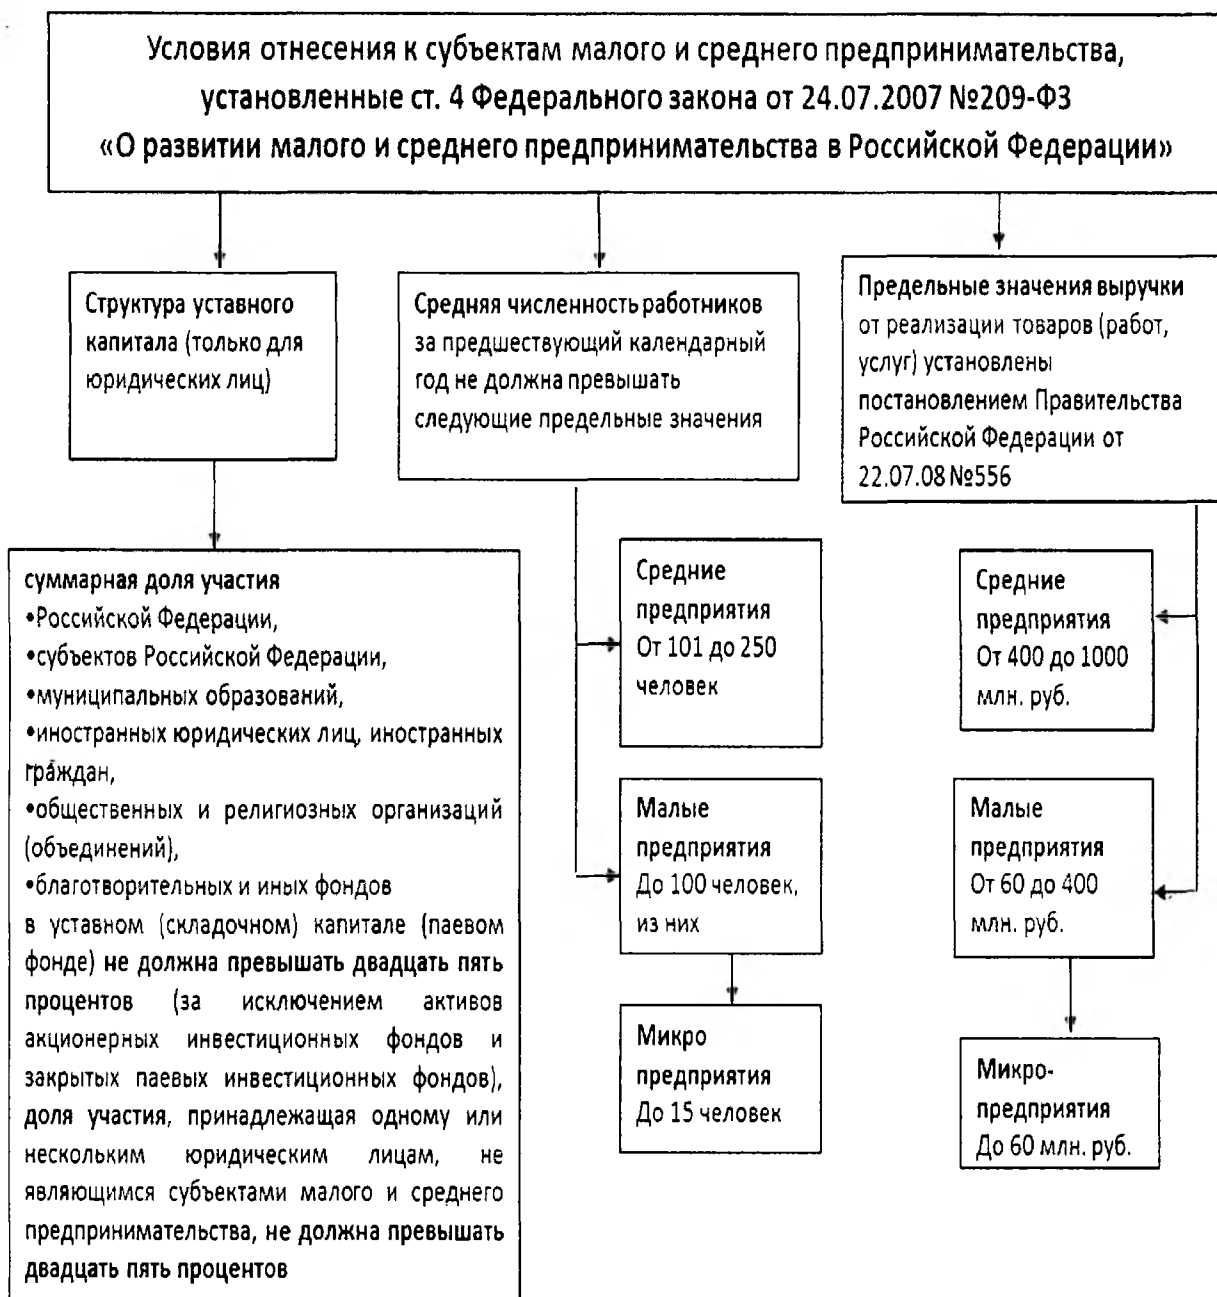 Условия отнесения к субъектам малого и среднего предпринимательства,
установленные ст. 4 Федерального закона от 24.07.2007 №209-ФЗ
«О развитии малого и среднего предпринимательства в Российской Федерации»
Структура уставного
капитала (только для
юридических лиц)
Средняя численность работников
за предшествующий календарный
год не должна превышать
следующие предельные значения
Предельные значения выручки
от реализации товаров (работ,
услуг) установлены
постановлением Правительства
Российской Федерации от
22.07.08 №556
суммарная доля участия
•Российской Федерации,
•субъектов Российской Федерации,
•муниципальных образований,
•иностранных юридических лиц, иностранных
граждан,
•общественных и религиозных организаций
(объединений),
•благотворительных и иных фондов
в уставном (складочном) капитале (паевом
фонде) не должна превышать двадцать пять
процентов (за исключением активов
акционерных инвестиционных фондов и
закрытых паевых инвестиционных фондов),
доля участия, принадлежащая одному или
нескольким юридическим лицам, не
являющимся субъектами малого и среднего
предпринимательства, не должна превышать
двадцать пять процентов
Средние
предприятия
От 101 до 250
человек
Малые
предприятия
До 100 человек,
из них
Микро
предприятия
До 15 человек
Средние
предприятия
От 400 до 1000
млн. руб.
Малые
предприятия
От 60 до 400
млн. руб.
Микро-
предприятия
До 60 млн. руб.